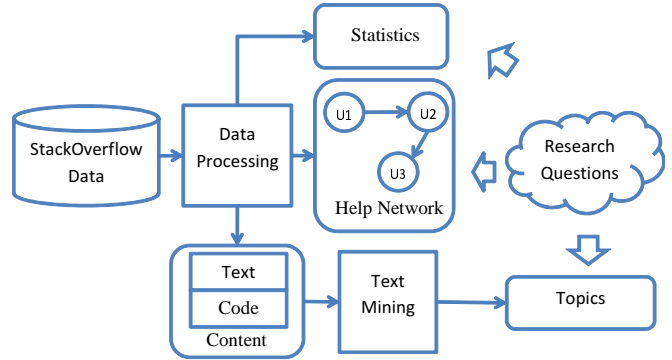 Statistics
StackOverflow
Data
Data
Processing
U1
U2
U3
Help Network
Research
Questions
Text
Code
Content
Text
Mining
Topics